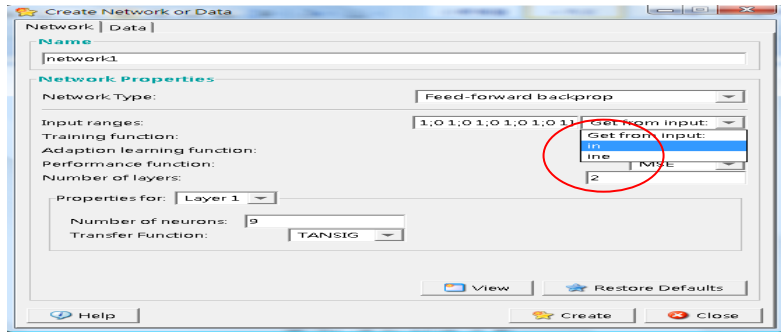 Create Network or Data
Network Data
Name
network1
Network Properties
Network Type: Feed-forward backprop
Input ranges: 1;0 1;0 1;0 1;0 1;0 1] Get from input:
Training function: Get from input:
Adaption learning function: in
Performance function: ine MSE
Number of layers: 2
Properties for: Layer 1
Number of neurons: 9
Transfer Function: TANSIG
View Restore Defaults
Help Create Close